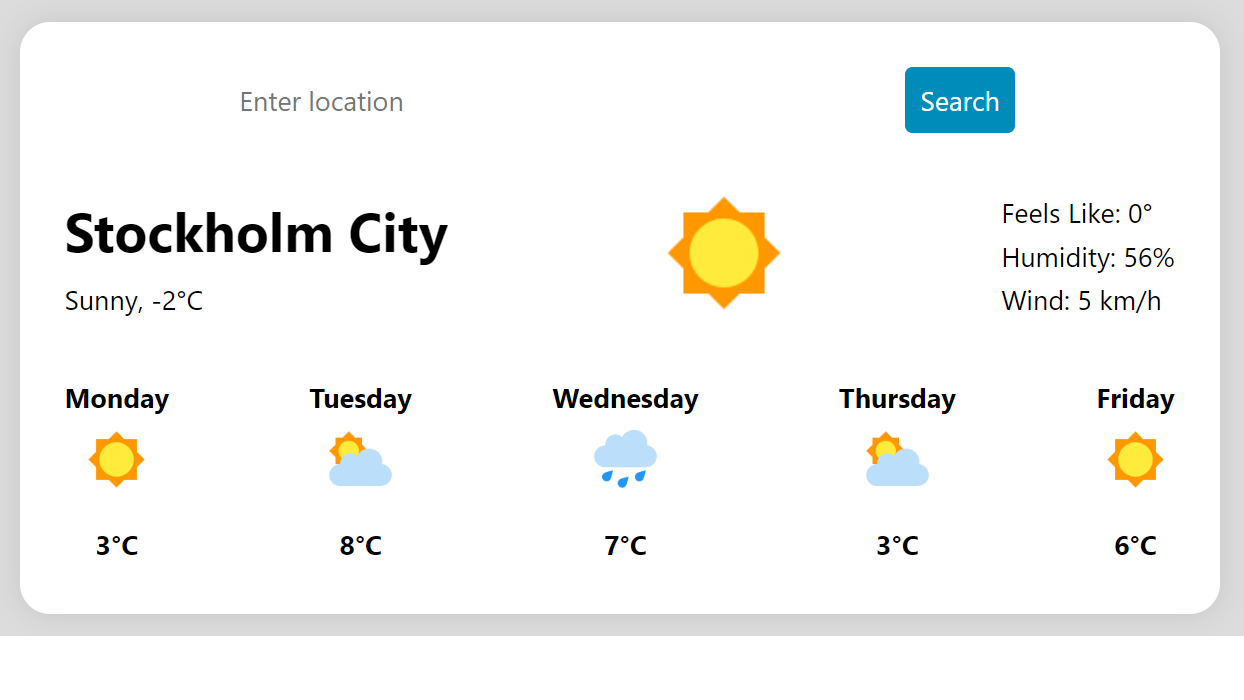 Enter location
Search
Stockholm City
Sunny, -2°C
Feels Like: 0°
Humidity: 56%
Wind: 5 km/h
Monday
Tuesday
Wednesday
Thursday
Friday
3°C
8°C
7°C
3°C
6°C